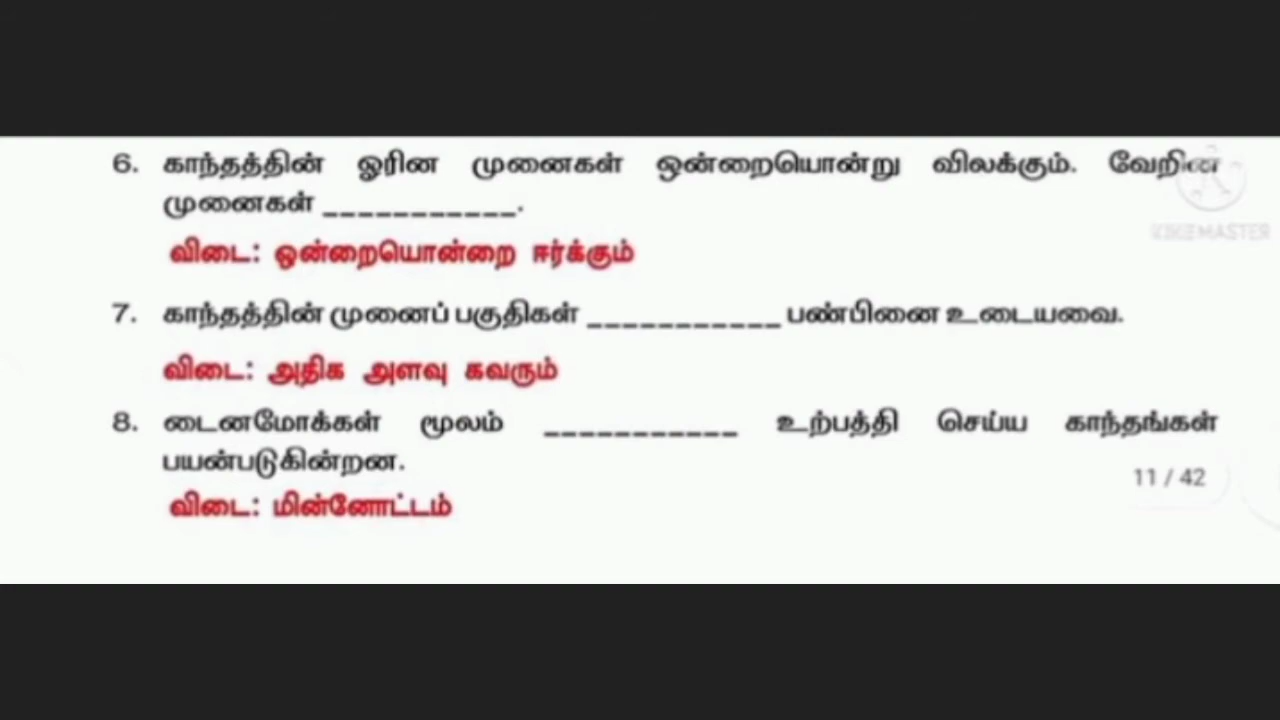 6. காந்தத்தின் ஓரின முனைகள் ஒன்றையொன்று விலக்கும். வேறின
முனைகள் ___________.
KINEMASTER
விடை: ஒன்றையொன்றை ஈர்க்கும்
7. காந்தத்தின் முனைப் பகுதிகள் ___________ பண்பினை உடையவை.
விடை: அதிக அளவு கவரும்
8. டைனமோக்கள் மூலம் ___________ உற்பத்தி செய்ய காந்தங்கள்
பயன்படுகின்றன.
11 / 42
விடை: மின்னோட்டம்